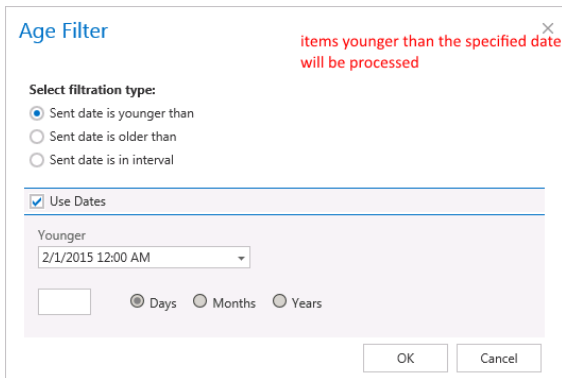 Age Filter
items younger than the specified date
will be processed
Select filtration type:
Sent date is younger than
Sent date is older than
Sent date is in interval
Use Dates
Younger
2/1/2015 12:00 AM
Days Months Years
OK Cancel